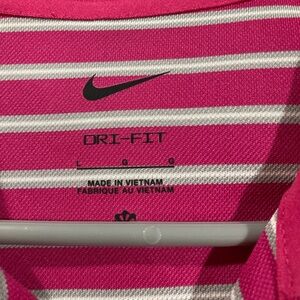 DRI-FIT
L G G
MADE IN VIETNAM
FABRIQUÉ AU VIETNAM